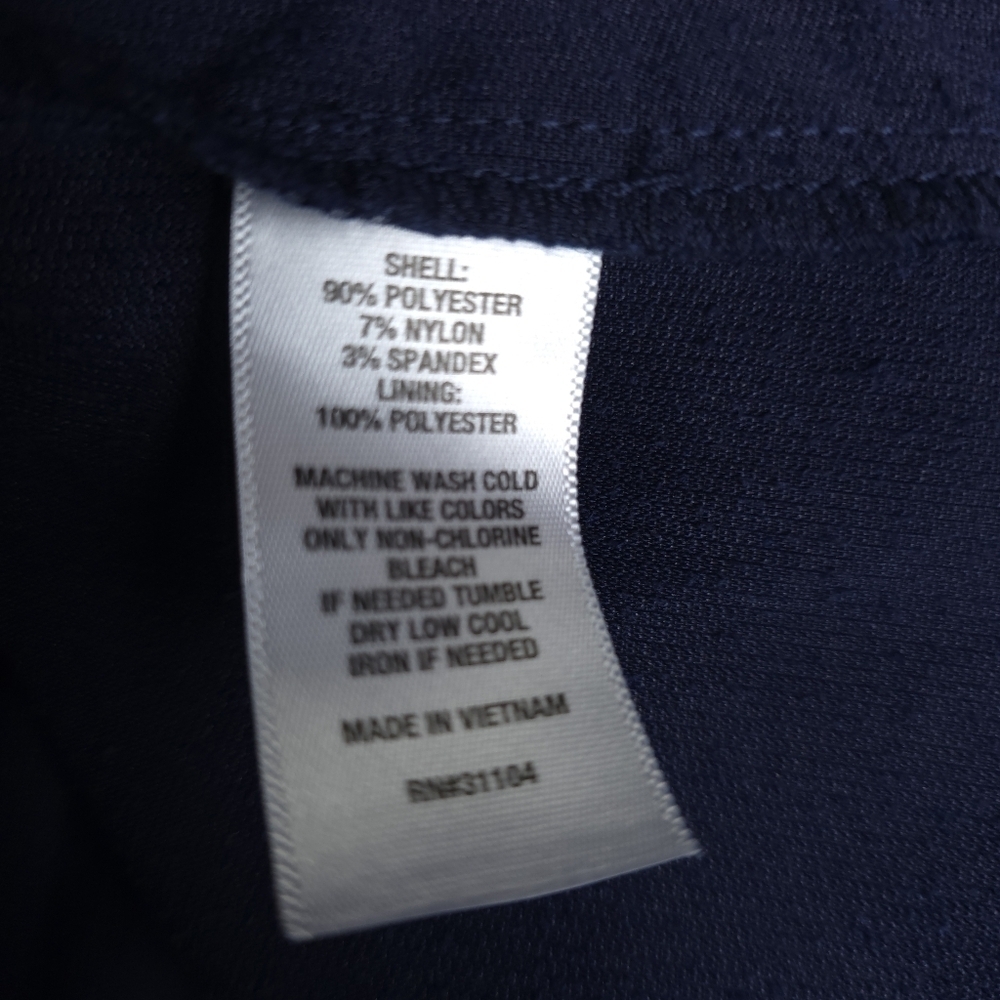 SHELL:
90% POLYESTER
7% NYLON
3% SPANDEX
LINING:
100% POLYESTER
MACHINE WASH COLD
WITH LIKE COLORS
ONLY NON-CHLORINE
BLEACH
IF NEEDED TUMBLE
DRY LOW COOL
IRON IF NEEDED
MADE IN VIETNAM
RN#31104